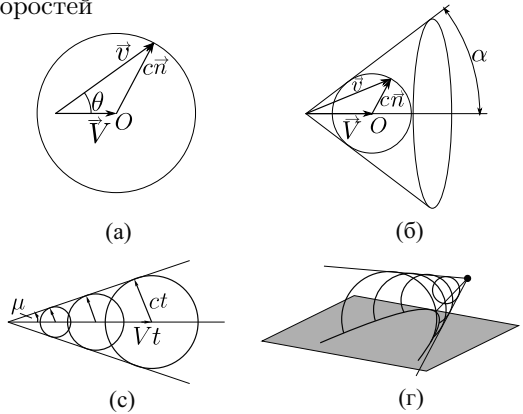 оростей
v⃗
cn⃗
θ
V⃗
O
(а)
α
v⃗
cn⃗
V⃗
O
(б)
μ
ct
Vt
(с)
(г)